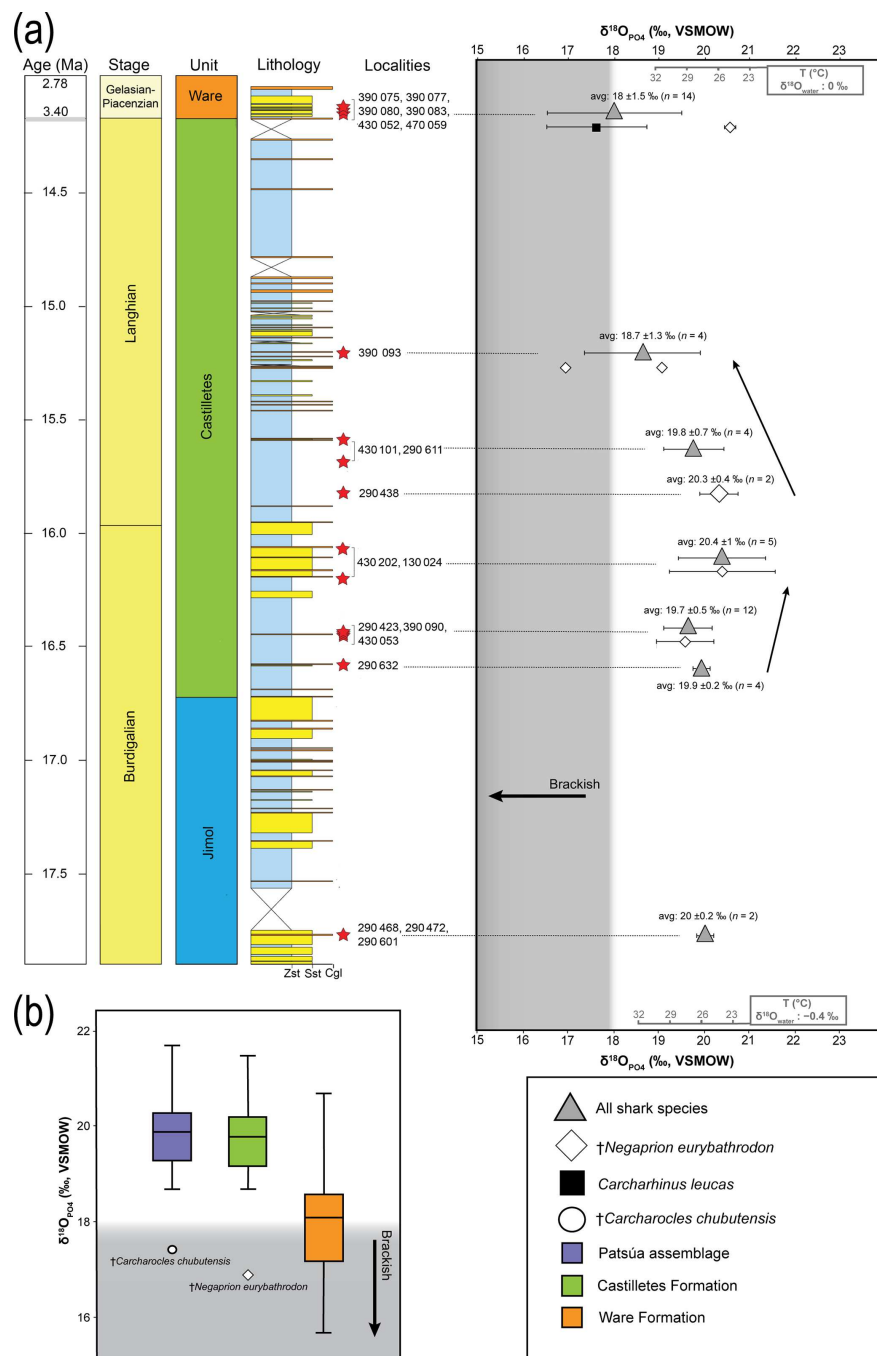 (a)
δ18OPO4 (‰, VSMOW)
Age (Ma) Stage Unit Lithology Localities
15 16 17 18 19 20 21 22 23
2.78
3.40
Gelasian-
Piacenzian
Ware
390 075, 390 077,
390 080, 390 083,
430 052, 470 059
32 29 26 23
T (°C)
δ18Owater : 0 ‰
avg: 18 ±1.5 ‰ (n = 14)
14.5
15.0
15.5
16.0
16.5
17.0
17.5
Langhian
Burdigalian
Castilletes
Jimol
390 093
avg: 18.7 ±1.3 ‰ (n = 4)
430 101, 290 611
avg: 19.8 ±0.7 ‰ (n = 4)
290 438
avg: 20.3 ±0.4 ‰ (n = 2)
430 202, 130 024
avg: 20.4 ±1 ‰ (n = 5)
290 423, 390 090,
430 053
avg: 19.7 ±0.5 ‰ (n = 12)
290 632
avg: 19.9 ±0.2 ‰ (n = 4)
Brackish
290 468, 290 472,
290 601
avg: 20 ±0.2 ‰ (n = 2)
Zst Sst Cgl
32 29 26 23
T (°C)
δ18Owater : −0.4 ‰
15 16 17 18 19 20 21 22 23
δ18OPO4 (‰, VSMOW)
(b)
δ18OPO4 (‰, VSMOW)
22
20
18
16
†Carcharocles chubutensis
†Negaprion eurybathrodon
Brackish
All shark species
†Negaprion eurybathrodon
Carcharhinus leucas
†Carcharocles chubutensis
Patsúa assemblage
Castilletes Formation
Ware Formation